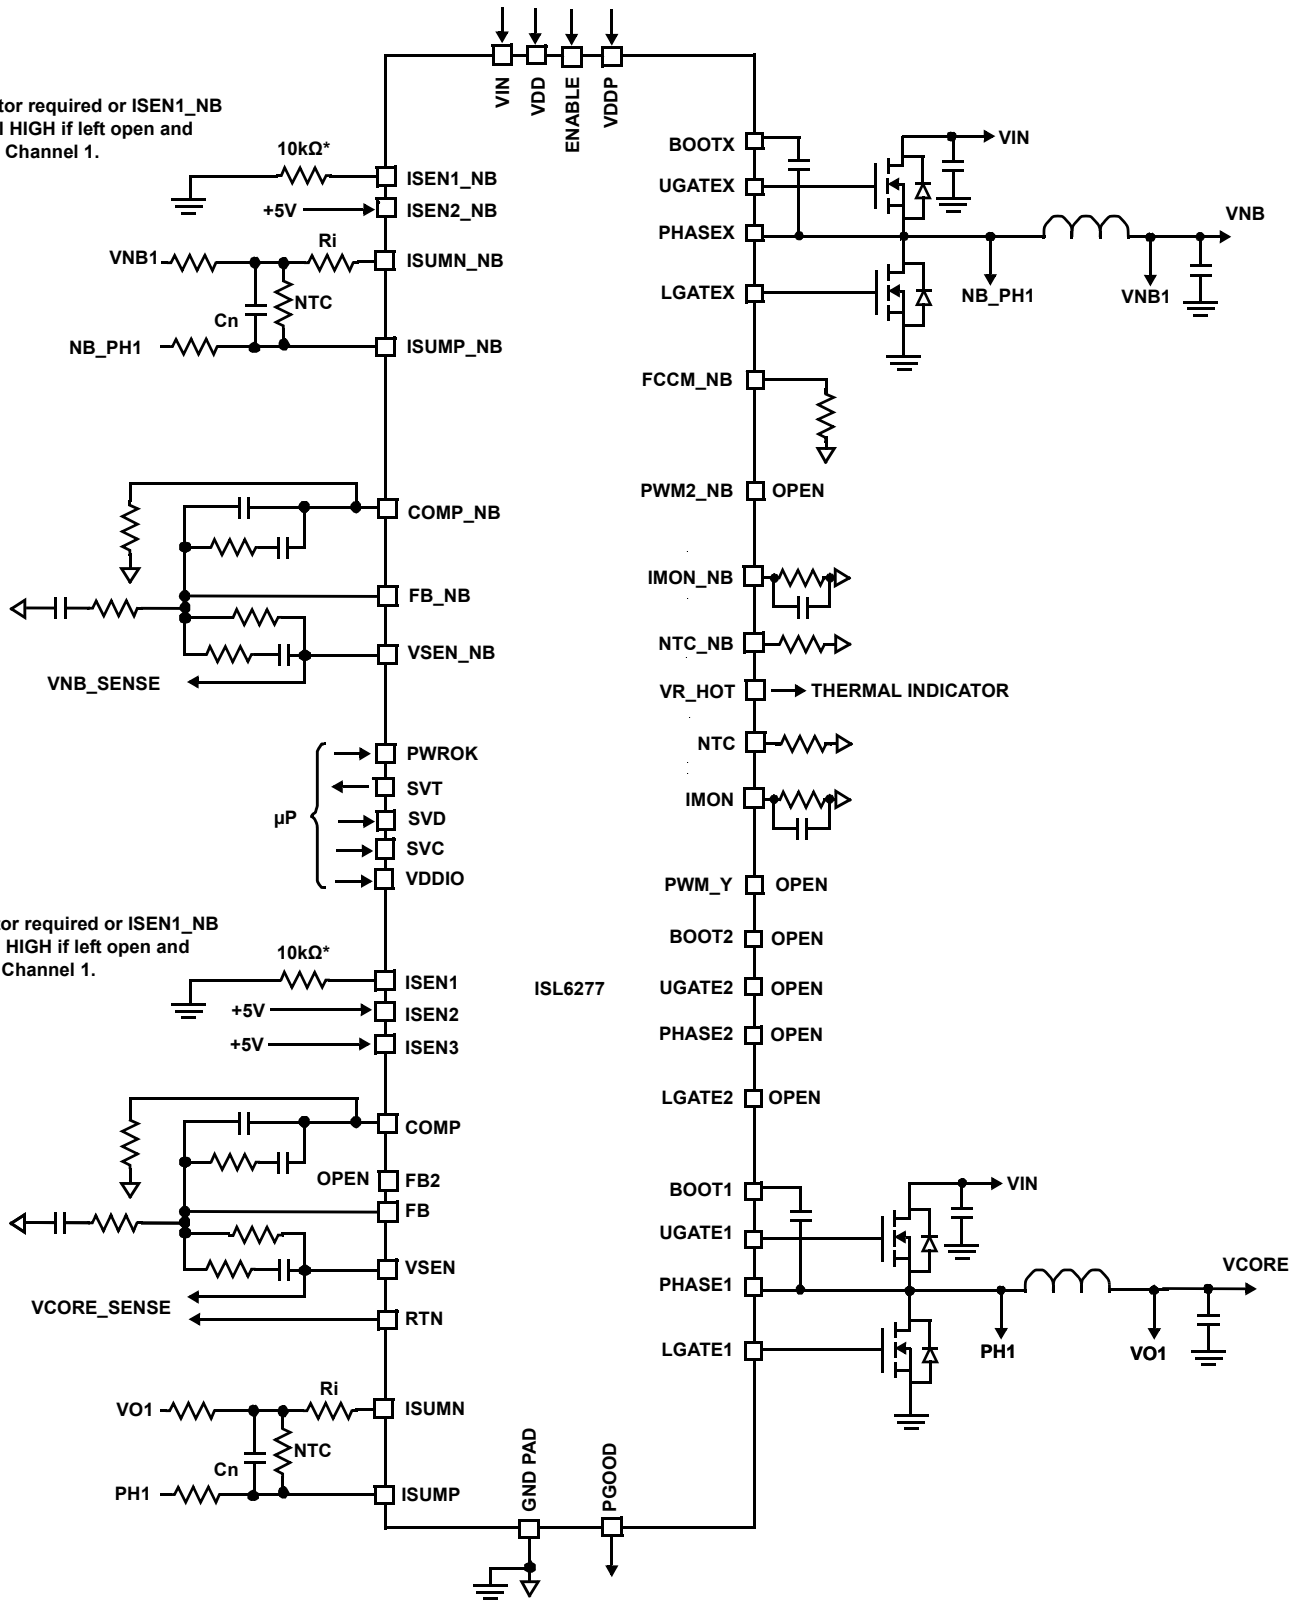 VIN
VDD
ENABLE
VDDP
tor required or ISEN1_NB
HIGH if left open and
Channel 1.
10kΩ*
ISEN1_NB
+5V
ISEN2_NB
VNB1
Ri
ISUMN_NB
NTC
Cn
NB_PH1
ISUMP_NB
COMP_NB
FB_NB
VSEN_NB
VNB_SENSE
µP
PWROK
SVT
SVD
SVC
VDDIO
tor required or ISEN1_NB
HIGH if left open and
Channel 1.
10kΩ*
ISEN1
+5V
ISEN2
+5V
ISEN3
COMP
OPEN
FB2
FB
VSEN
VCORE_SENSE
RTN
VO1
Ri
ISUMN
NTC
Cn
PH1
ISUMP
ISL6277
GND PAD
PGOOD
BOOTX
VIN
UGATEX
PHASEX
VNB
LGATEX
NB_PH1
VNB1
FCCM_NB
PWM2_NB
OPEN
IMON_NB
NTC_NB
VR_HOT
THERMAL INDICATOR
NTC
IMON
PWM_Y
OPEN
BOOT2
OPEN
UGATE2
OPEN
PHASE2
OPEN
LGATE2
OPEN
BOOT1
VIN
UGATE1
PHASE1
VCORE
LGATE1
PH1
VO1